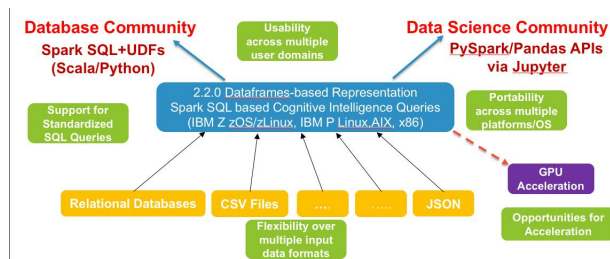 Database Community
Spark SQL+UDFs
(Scala/Python)
Usability
across multiple
user domains
Data Science Community
PySpark/Pandas APIs
via Jupyter
2.2.0 Dataframes-based Representation
Spark SQL based Cognitive Intelligence Queries
(IBM Z zOS/zLinux, IBM P Linux,AIX, x86)
Support for
Standardized
SQL Queries
Portability
across multiple
platforms/OS
GPU
Acceleration
Relational Databases
CSV Files
….
…..
JSON
Flexibility over
multiple input
data formats
Opportunities for
Acceleration